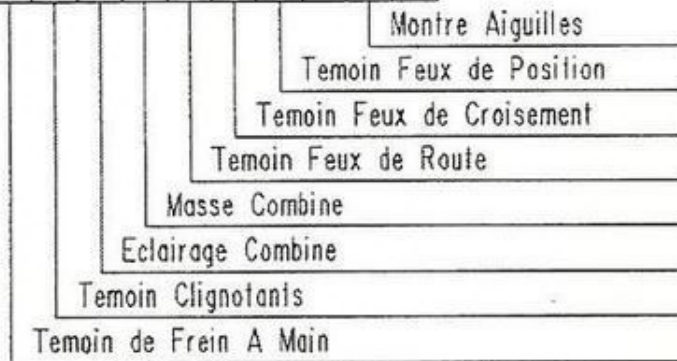 Montre Aiguilles
Temoin Feux de Position
Temoin Feux de Croisement
Temoin Feux de Route
Masse Combine
Eclairage Combine
Temoin Clignotants
Temoin de Frein A Main